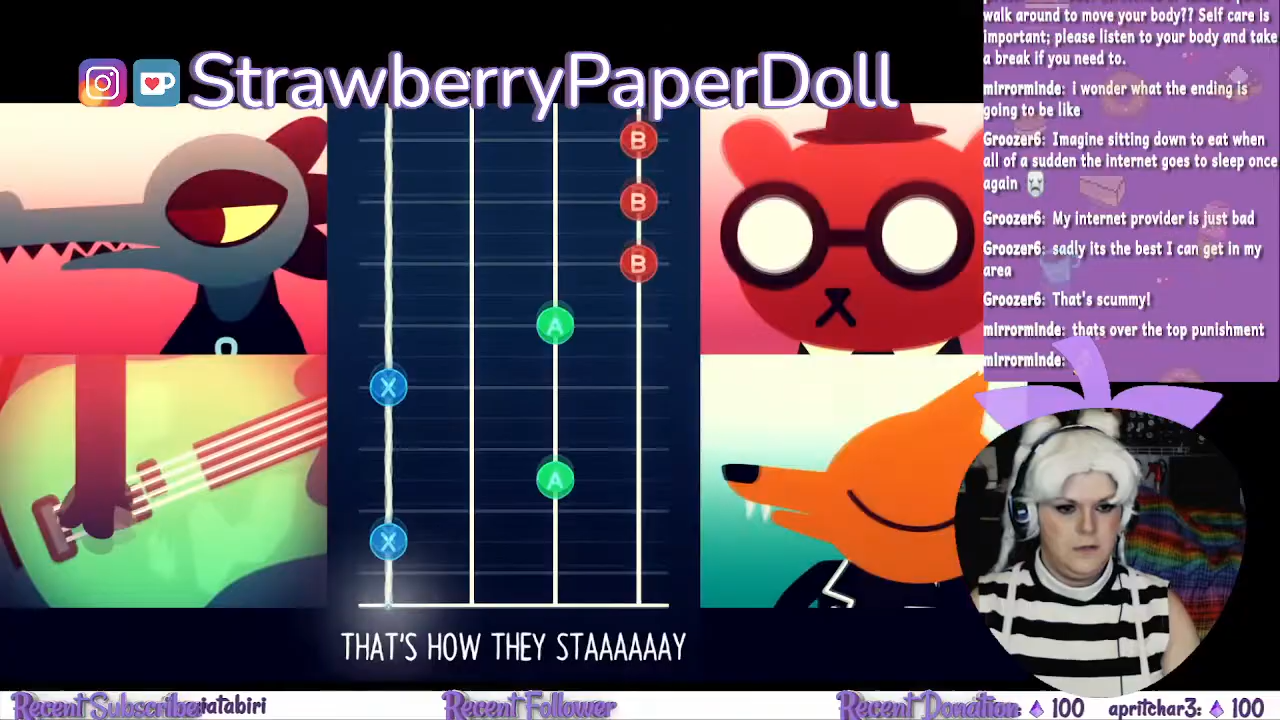 StrawberryPaperDoll
walk around to move your body?? Self care is
important; please listen to your body and take
a break if you need to.
mirrorminde: i wonder what the ending is
going to be like
Groozer6: Imagine sitting down to eat when
all of a sudden the internet goes to sleep once
again
Groozer6: My internet provider is just bad
Groozer6: sadly its the best I can get in my
area
Groozer6: That's scummy!
mirrorminde: thats over the top punishment
mirrorminde:
B
B
B
A
X
A
X
THAT'S HOW THEY STAAAAAAY
Recent Subscriber
Recent Follower
Recent Donation: 100 apritchar3: 100